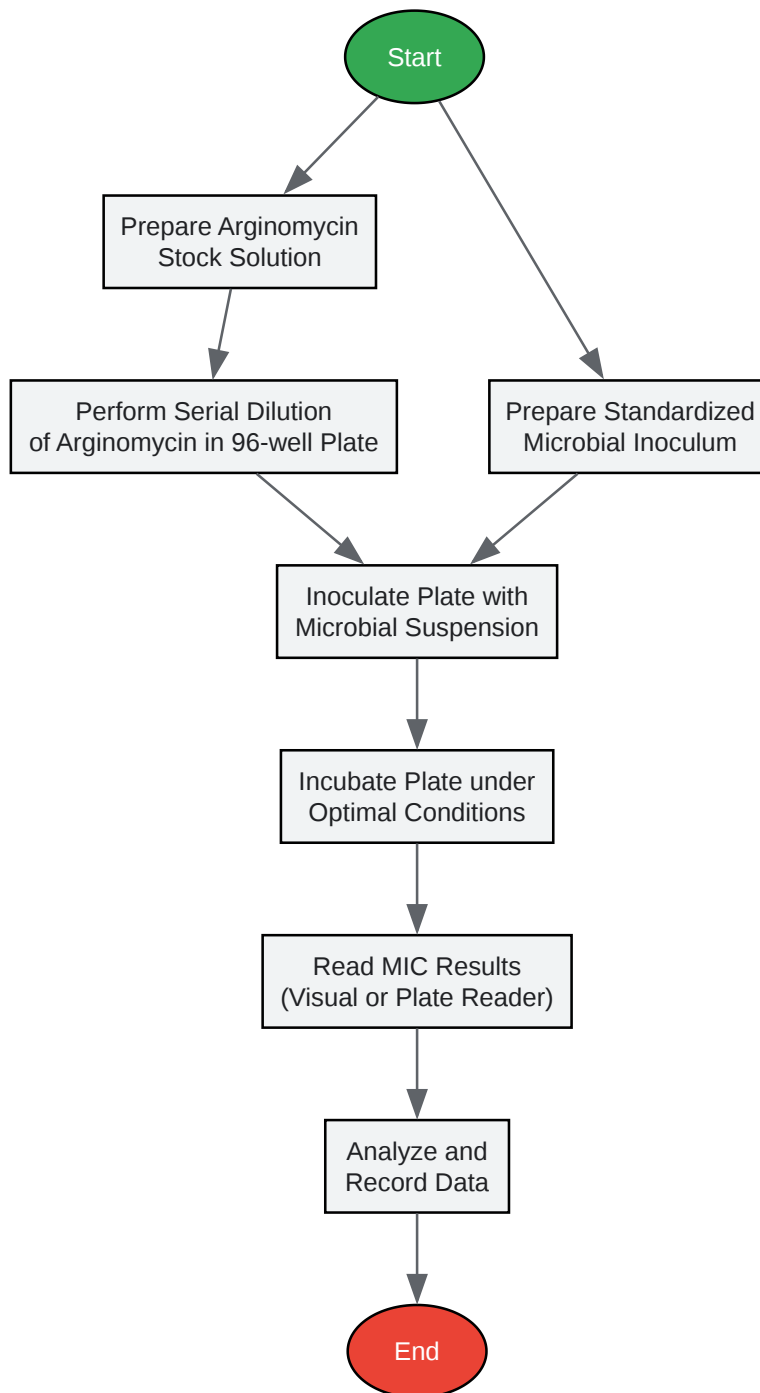 Start
Prepare Arginomycin
Stock Solution
Perform Serial Dilution
of Arginomycin in 96-well Plate
Prepare Standardized
Microbial Inoculum
Inoculate Plate with
Microbial Suspension
Incubate Plate under
Optimal Conditions
Read MIC Results
(Visual or Plate Reader)
Analyze and
Record Data
End